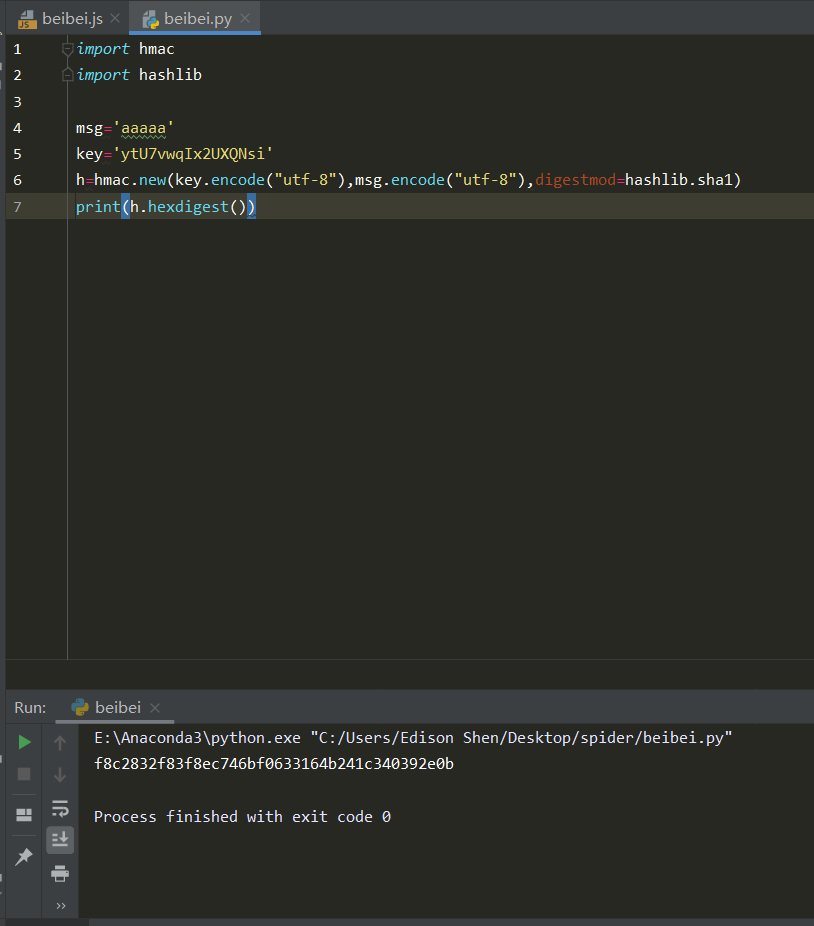 beibei.js
beibei.py
1 import hmac
2 import hashlib
3
4 msg='aaaaa'
5 key='ytU7vwqIx2UXQNsi'
6 h=hmac.new(key.encode("utf-8"),msg.encode("utf-8"),digestmod=hashlib.sha1)
7 print(h.hexdigest())
Run: beibei
E:\Anaconda3\python.exe "C:/Users/Edison Shen/Desktop/spider/beibei.py"
f8c2832f83f8ec746bf0633164b241c340392e0b
Process finished with exit code 0